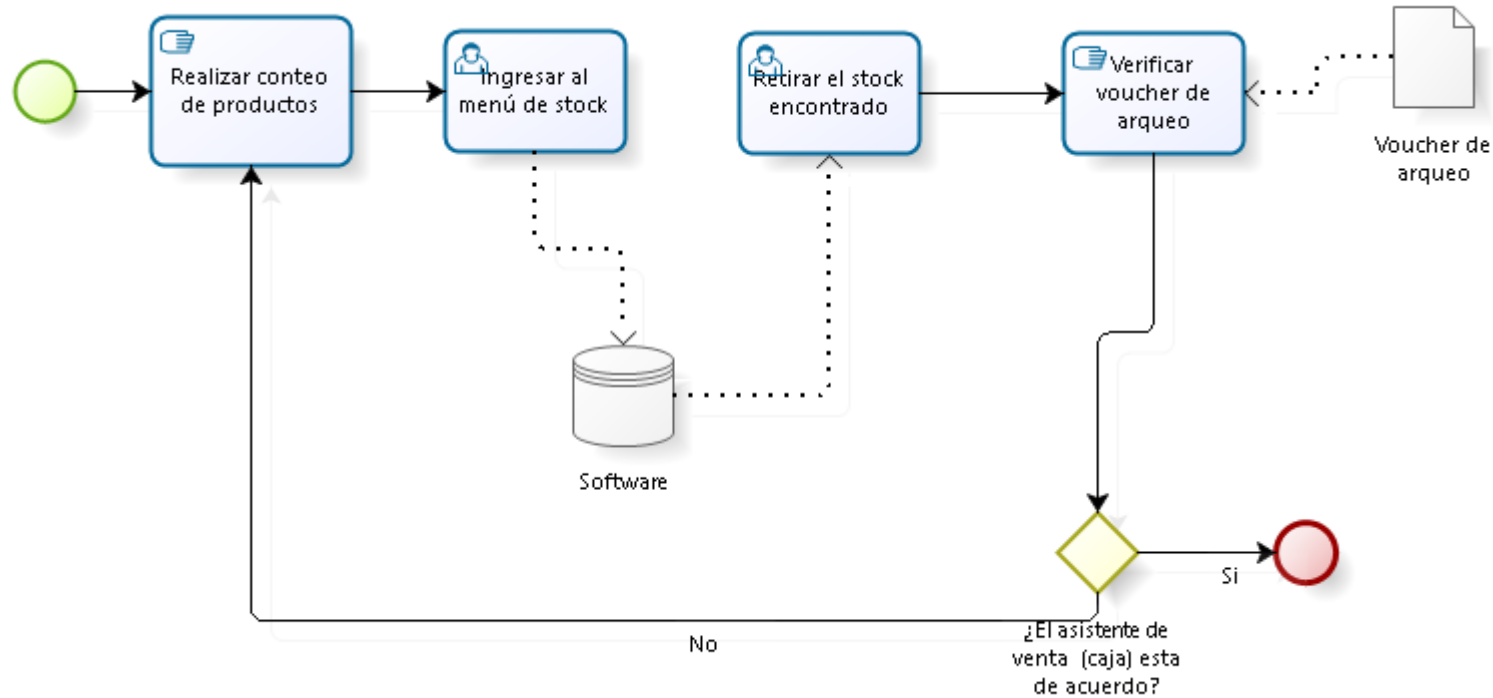 Realizar conteo
de productos
Ingresar al
menú de stock
Retirar el stock
encontrado
Verificar
voucher de
arqueo
Voucher de
arqueo
Software
Si
No
¿El asistente de
venta (caja) esta
de acuerdo?